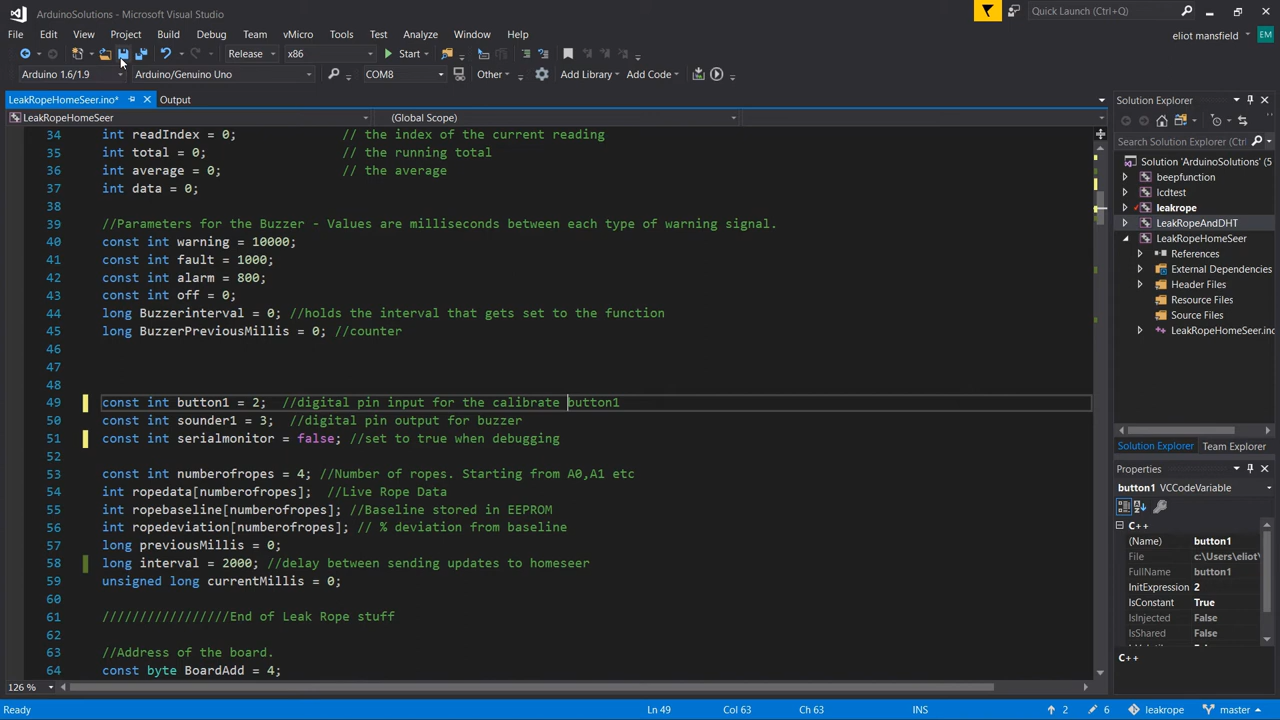 ArduinoSolutions - Microsoft Visual Studio
Quick Launch (Ctrl+Q)
File Edit View Project Build Debug Team vMicro Tools Test Analyze Window Help
eliot mansfield EM
Release x86 Start
Arduino 1.6/1.9 Arduino/Genuino Uno COM8 Other Add Library Add Code
LeakRopeHomeSeer.ino* Output
LeakRopeHomeSeer (Global Scope)
34 int readIndex = 0; // the index of the current reading
35 int total = 0; // the running total
36 int average = 0; // the average
37 int data = 0;
38
39 //Parameters for the Buzzer - Values are milliseconds between each type of warning signal.
40 const int warning = 10000;
41 const int fault = 1000;
42 const int alarm = 800;
43 const int off = 0;
44 long Buzzerinterval = 0; //holds the interval that gets set to the function
45 long BuzzerPreviousMillis = 0; //counter
46
47
48
49 const int button1 = 2; //digital pin input for the calibrate button1
50 const int sounder1 = 3; //digital pin output for buzzer
51 const int serialmonitor = false; //set to true when debugging
52
53 const int numberofropes = 4; //Number of ropes. Starting from A0,A1 etc
54 int ropedata[numberofropes]; //Live Rope Data
55 int ropebaseline[numberofropes]; //Baseline stored in EEPROM
56 int ropedeviation[numberofropes]; // % deviation from baseline
57 long previousMillis = 0;
58 long interval = 2000; //delay between sending updates to homeseer
59 unsigned long currentMillis = 0;
60
61 /////////////////End of Leak Rope stuff
62
63 //Address of the board.
64 const byte BoardAdd = 4;
126 %
Solution Explorer
Search Solution Explorer (Ctrl
Solution 'ArduinoSolutions' (5
beepfunction
lcdtest
leakrope
LeakRopeAndDHT
LeakRopeHomeSeer
References
External Dependencies
Header Files
Resource Files
Source Files
LeakRopeHomeSeer.ino
Solution Explorer Team Explorer
Properties
button1 VCCodeVariable
C++
(Name) button1
File c:\Users\eliot\
FullName button1
InitExpression 2
IsConstant True
IsInjected False
IsShared False
C++
Ready Ln 49 Col 63 Ch 63 INS 2 6 leakrope master